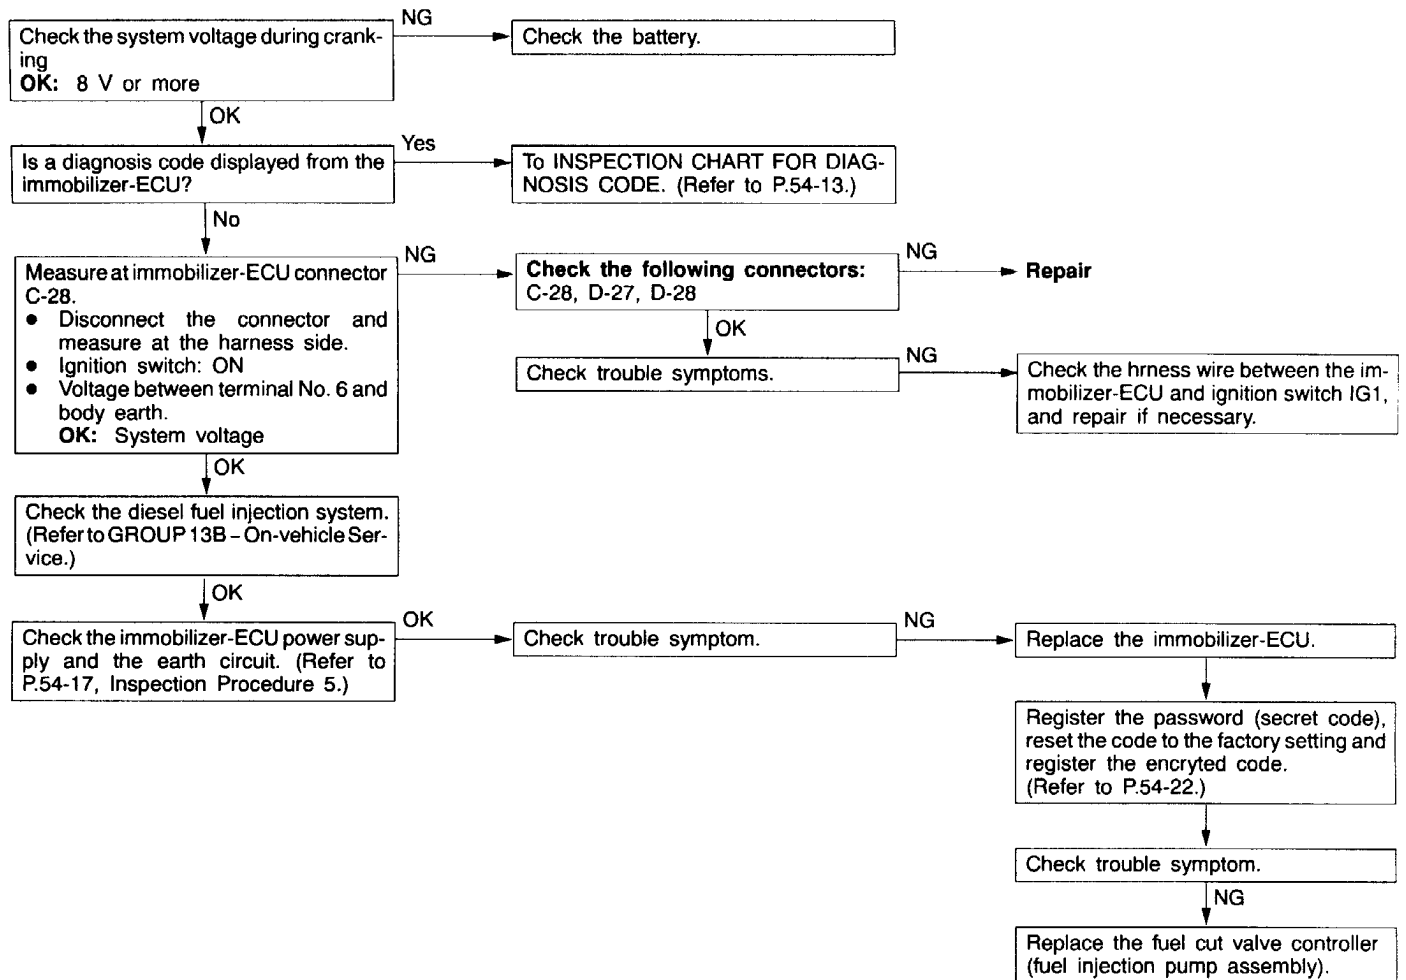 NG
Check the system voltage during crank-
ing
OK: 8 V or more
Check the battery.
OK
Is a diagnosis code displayed from the
immobilizer-ECU?
Yes
To INSPECTION CHART FOR DIAG-
NOSIS CODE. (Refer to P.54-13.)
No
Measure at immobilizer-ECU connector
C-28.
● Disconnect the connector and
measure at the harness side.
● Ignition switch: ON
● Voltage between terminal No. 6 and
body earth.
OK: System voltage
NG
Check the following connectors:
C-28, D-27, D-28
NG
Repair
OK
Check trouble symptoms.
NG
Check the hrness wire between the im-
mobilizer-ECU and ignition switch IG1,
and repair if necessary.
OK
Check the diesel fuel injection system.
(Refer to GROUP 13B – On-vehicle Ser-
vice.)
OK
Check the immobilizer-ECU power sup-
ply and the earth circuit. (Refer to
P.54-17, Inspection Procedure 5.)
OK
Check trouble symptom.
NG
Replace the immobilizer-ECU.
Register the password (secret code),
reset the code to the factory setting and
register the encryted code.
(Refer to P.54-22.)
Check trouble symptom.
NG
Replace the fuel cut valve controller
(fuel injection pump assembly).